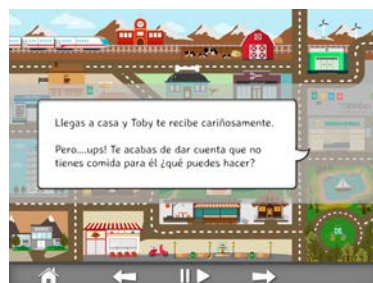 Llegas a casa y Toby te recibe cariñosamente.
Pero....ups! Te acabas de dar cuenta que no
tienes comida para él ¿qué puedes hacer?